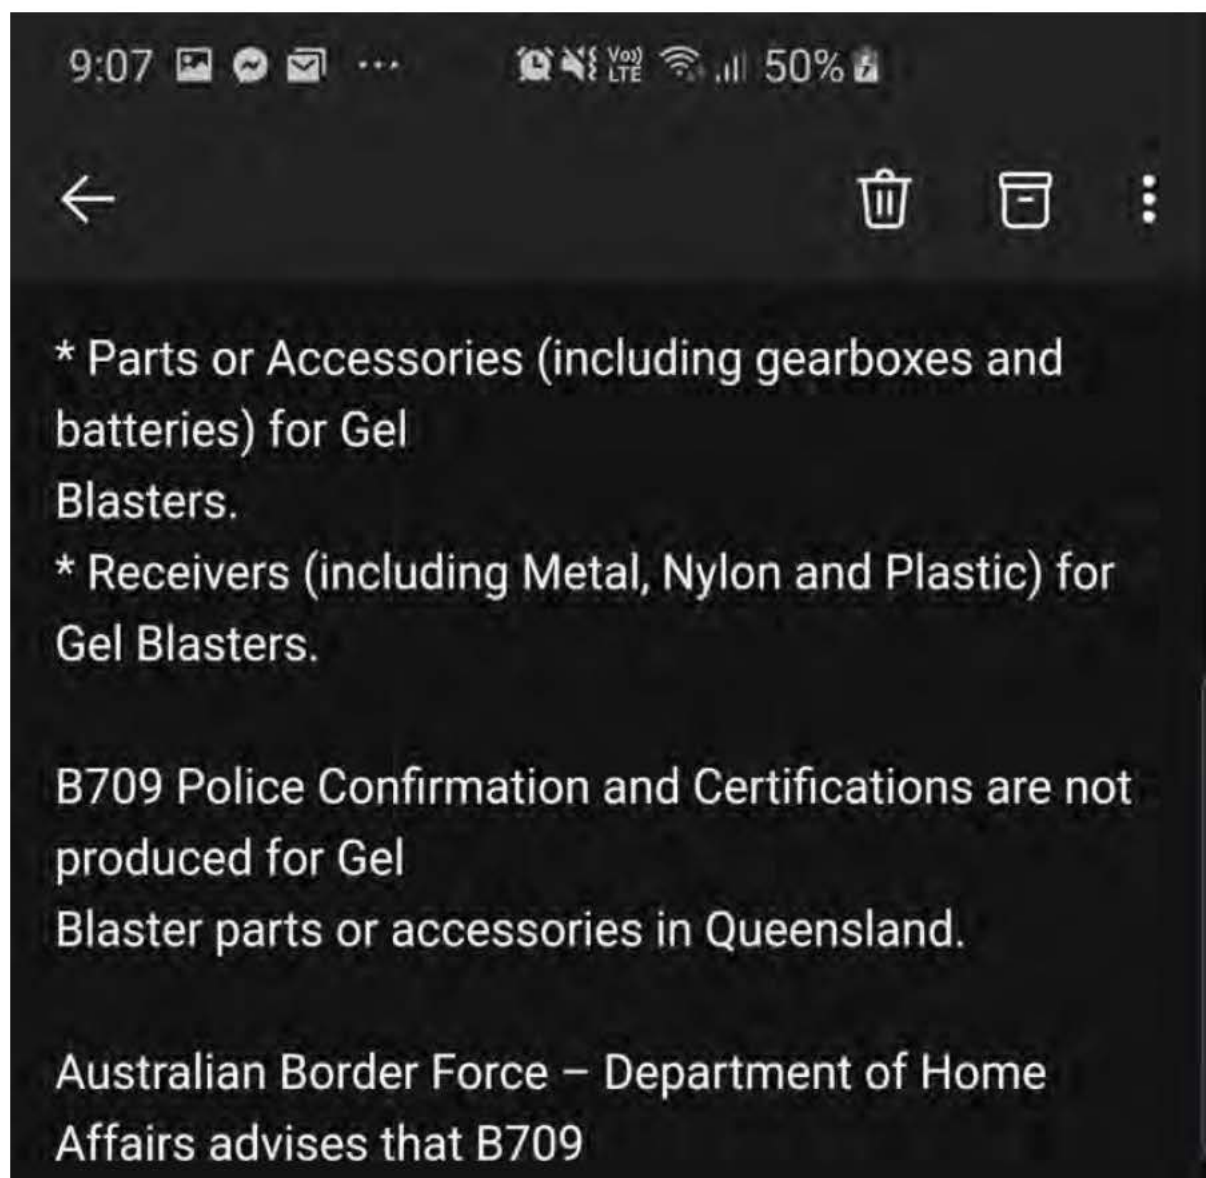 9:07 ... Vo)) LTE 50%
* Parts or Accessories (including gearboxes and
batteries) for Gel
Blasters.
* Receivers (including Metal, Nylon and Plastic) for
Gel Blasters.
B709 Police Confirmation and Certifications are not
produced for Gel
Blaster parts or accessories in Queensland.
Australian Border Force – Department of Home
Affairs advises that B709